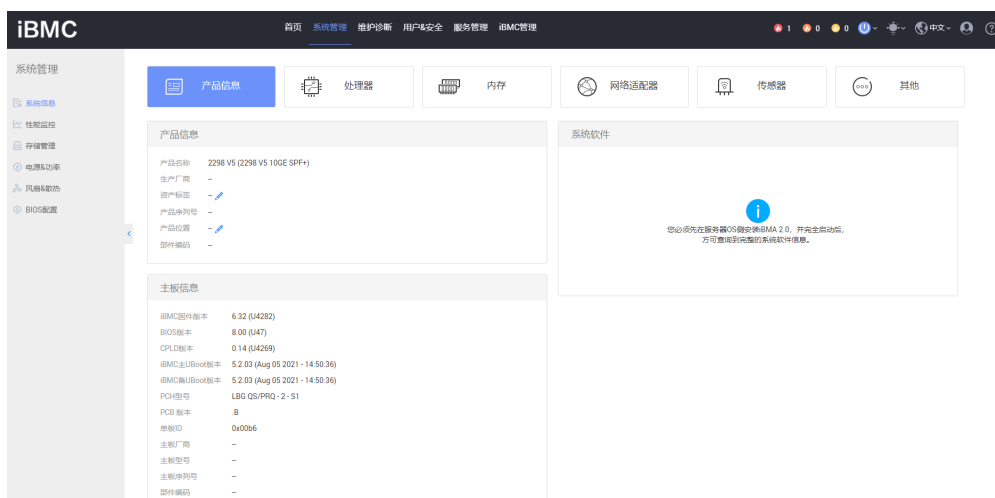 iBMC
首页 系统管理 维护诊断 用户&安全 服务管理 iBMC管理
1 0 0 中文
系统管理
系统信息
性能监控
存储管理
电源&功率
风扇&散热
BIOS配置
产品信息 处理器 内存 网络适配器 传感器 其他
产品信息
产品名称 2298 V5 (2298 V5 10GE SPF+)
生产厂商 --
资产标签 --
产品序列号 --
产品位置 --
部件编码 --
系统软件
您必须先在服务器OS侧安装iBMA 2.0，并完全启动后，
方可查询到完整的系统软件信息。
主板信息
iBMC固件版本 6.32 (U4282)
BIOS版本 8.00 (U47)
CPLD版本 0.14 (U4269)
iBMC主UBoot版本 5.2.03 (Aug 05 2021 - 14:50:36)
iBMC备UBoot版本 5.2.03 (Aug 05 2021 - 14:50:36)
PCH型号 LBG QS/PRQ - 2 - S1
PCB 版本 .B
单板ID 0x00b6
主板厂商 --
主板型号 --
主板序列号 --
部件编码 --